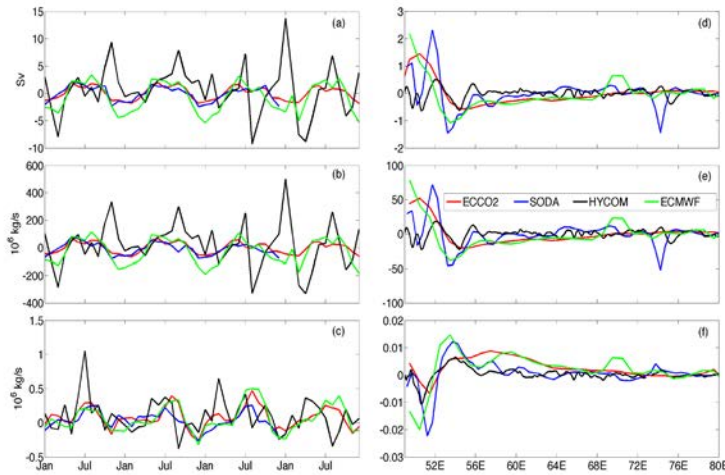 (a)
15
10
5
0
-5
-10
Sv
(d)
3
2
1
0
-1
-2
(b)
600
400
200
0
-200
-400
10⁶ kg/s
(e)
100
50
0
-50
-100
ECCO2 SODA HYCOM ECMWF
(c)
1.5
1
0.5
0
-0.5
10⁶ kg/s
Jan Jul Jan Jul Jan Jul Jan Jul
(f)
0.02
0.01
0
-0.01
-0.02
-0.03
52E 56E 60E 64E 68E 72E 76E 80E